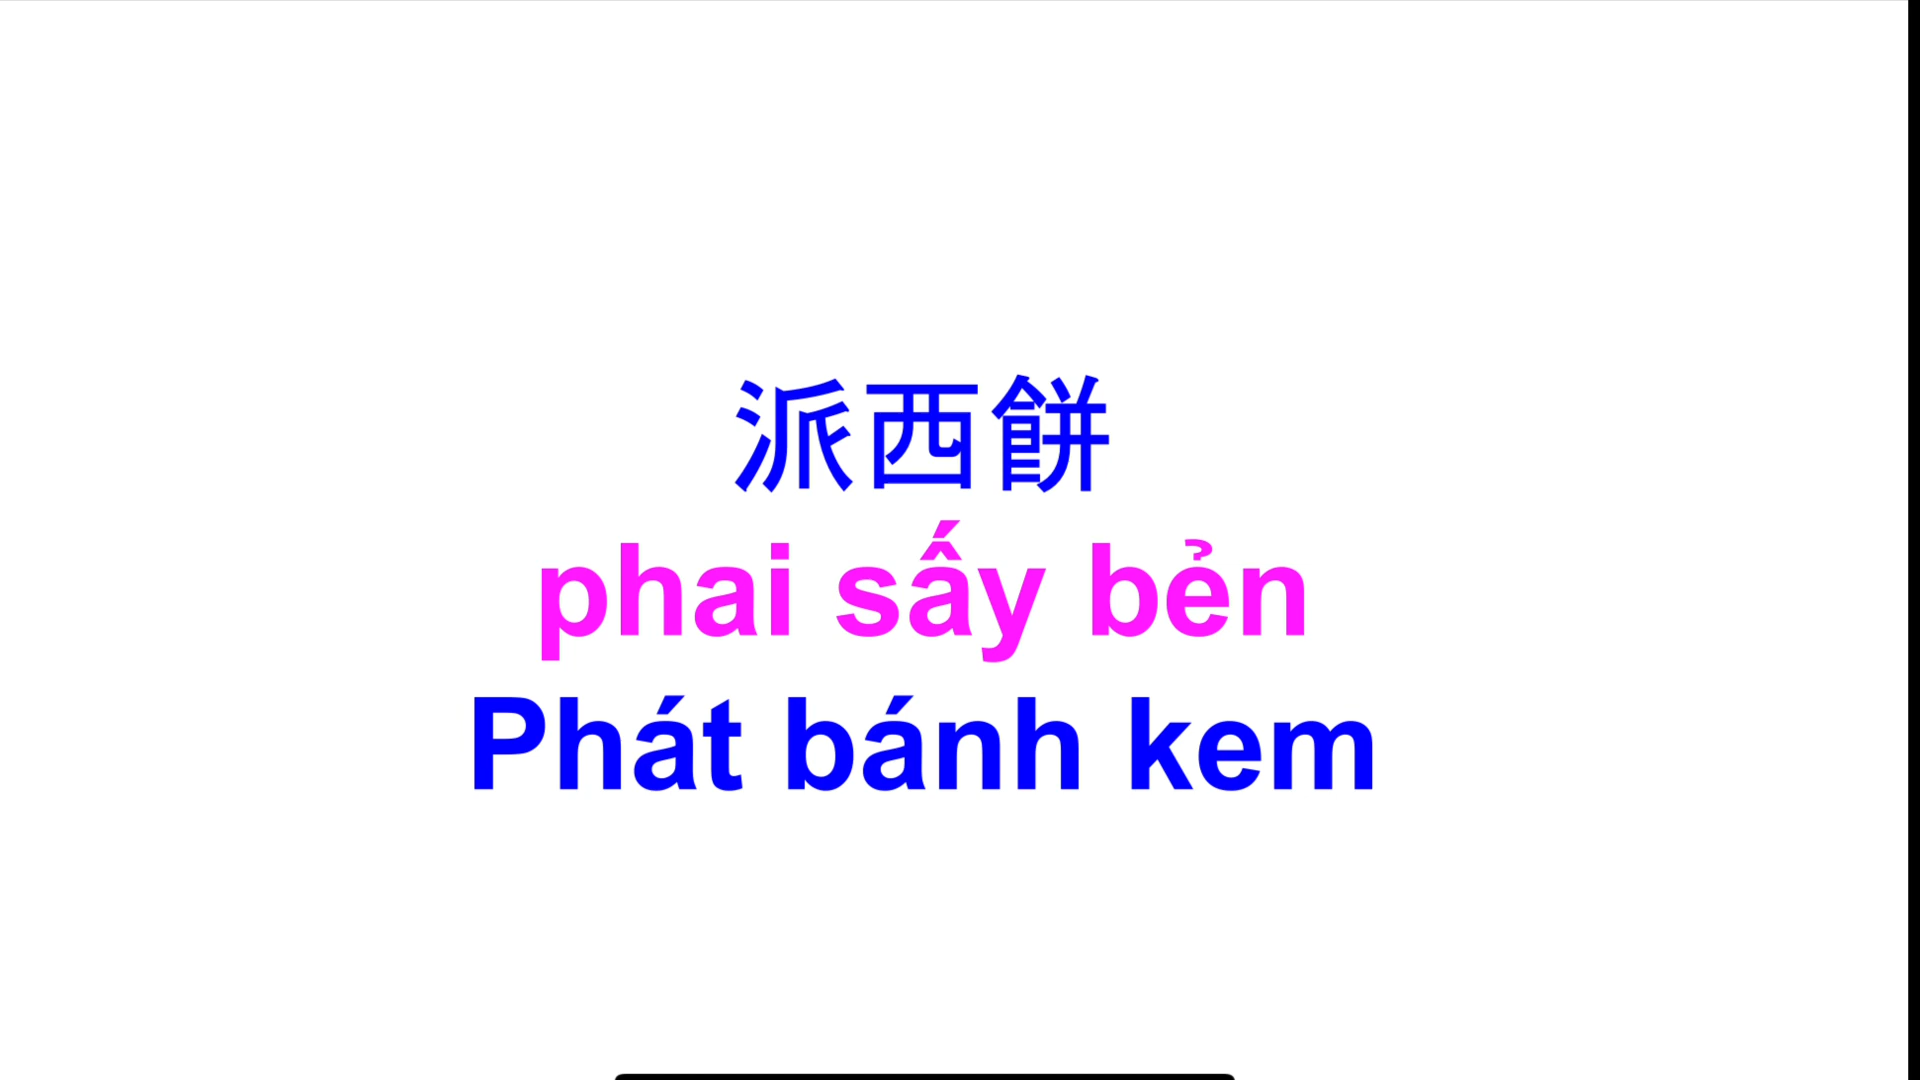 派西餅
phai sấy bẻn
Phát bánh kem